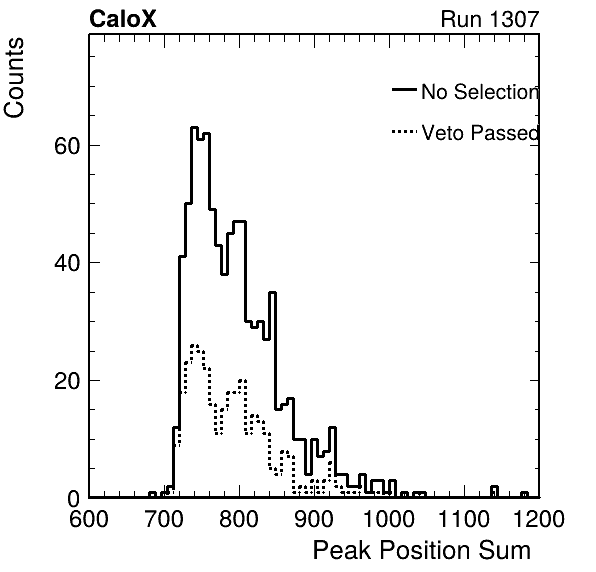 CaloX Run 1307
Counts
No Selection
Veto Passed
60
40
20
0
600 700 800 900 1000 1100 1200
Peak Position Sum